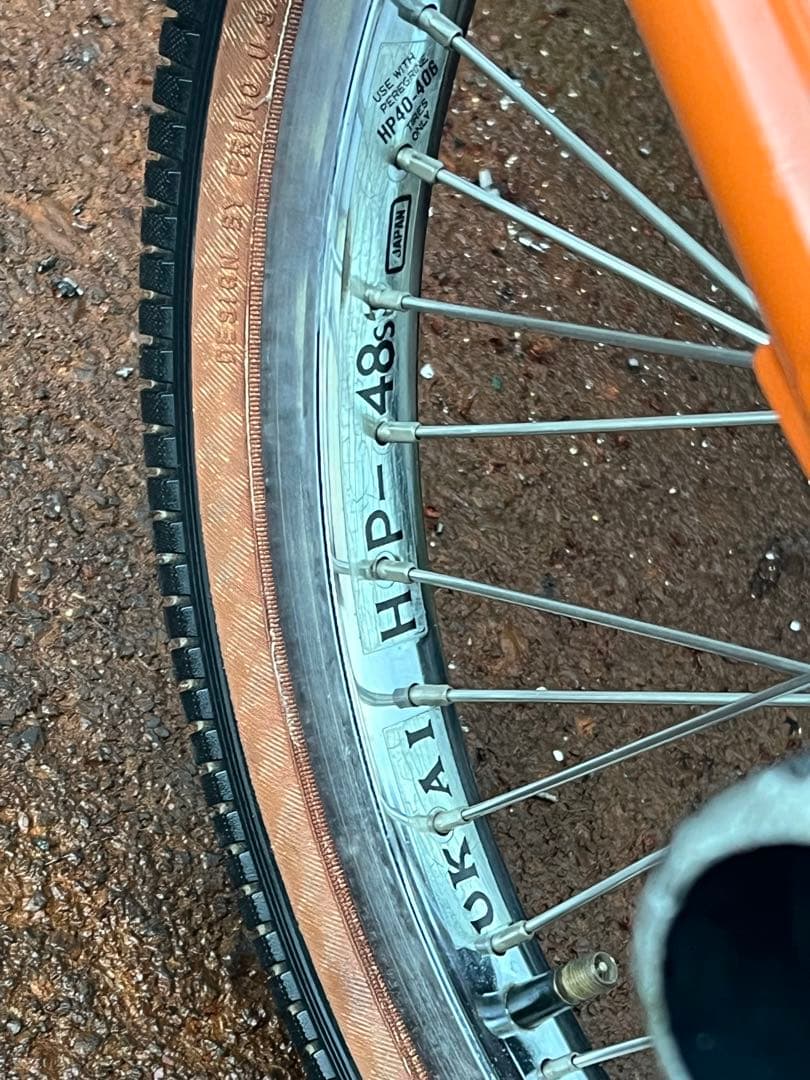 UKAI
HP-48S
JAPAN
USE WITH
PEREGRINE
HP40-406
TIRES
ONLY
DESIGN BY